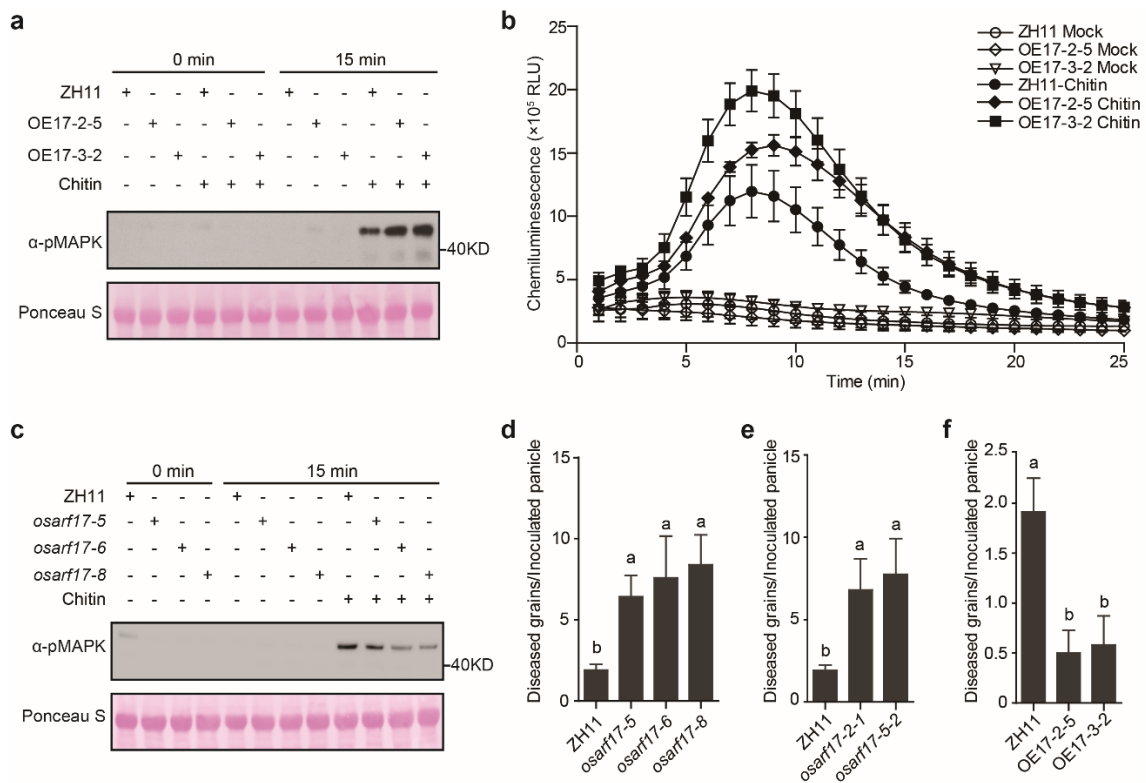 a
0 min 15 min
ZH11 + - - + - - + - - + - -
OE17-2-5 - + - - + - - + - - + -
OE17-3-2 - - + - - + - - + - - +
Chitin - - - + + + - - - + + +
α-pMAPK
40KD
Ponceau S
b
Chemiluminesecence (×10⁵ RLU)
25
20
15
10
5
0
0 5 10 15 20 25
Time (min)
ZH11 Mock
OE17-2-5 Mock
OE17-3-2 Mock
ZH11-Chitin
OE17-2-5 Chitin
OE17-3-2 Chitin
c
0 min 15 min
ZH11 + - - - + - - - + - - -
osarf17-5 - + - - - + - - - + - -
osarf17-6 - - + - - - + - - - + -
osarf17-8 - - - + - - - + - - - +
Chitin - - - - - - - - + + + +
α-pMAPK
40KD
Ponceau S
d
Diseased grains/Inoculated panicle
15
10
5
0
b a a a
ZH11 osarf17-5 osarf17-6 osarf17-8
e
Diseased grains/Inoculated panicle
15
10
5
0
b a a
ZH11 osarf17-2-1 osarf17-5-2
f
Diseased grains/Inoculated panicle
2.5
2.0
1.5
1.0
0.5
0
a b b
ZH11 OE17-2-5 OE17-3-2